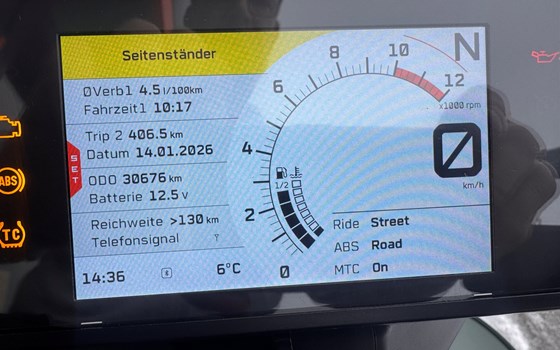 Seitenständer
ØVerb1 4.5 l/100km
Fahrzeit1 10:17
Trip 2 406.5 km
Datum 14.01.2026
ODO 30676 km
Batterie 12.5 V
Reichweite >130 km
Telefonsignal
14:36 6°C
SET
ABS
TC
N
0
2
4
6
8
10
12
x1000 rpm
1/2
0
km/h
Ride Street
ABS Road
MTC On